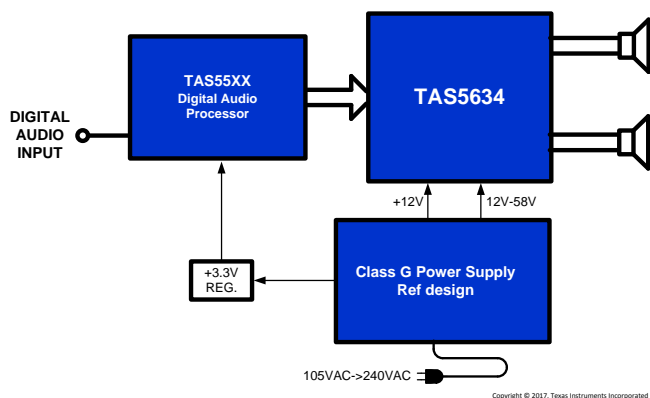 TAS55XX
Digital Audio
Processor
TAS5634
DIGITAL
AUDIO
INPUT
+12V
12V-58V
+3.3V
REG.
Class G Power Supply
Ref design
105VAC->240VAC
Copyright © 2017, Texas Instruments Incorporated